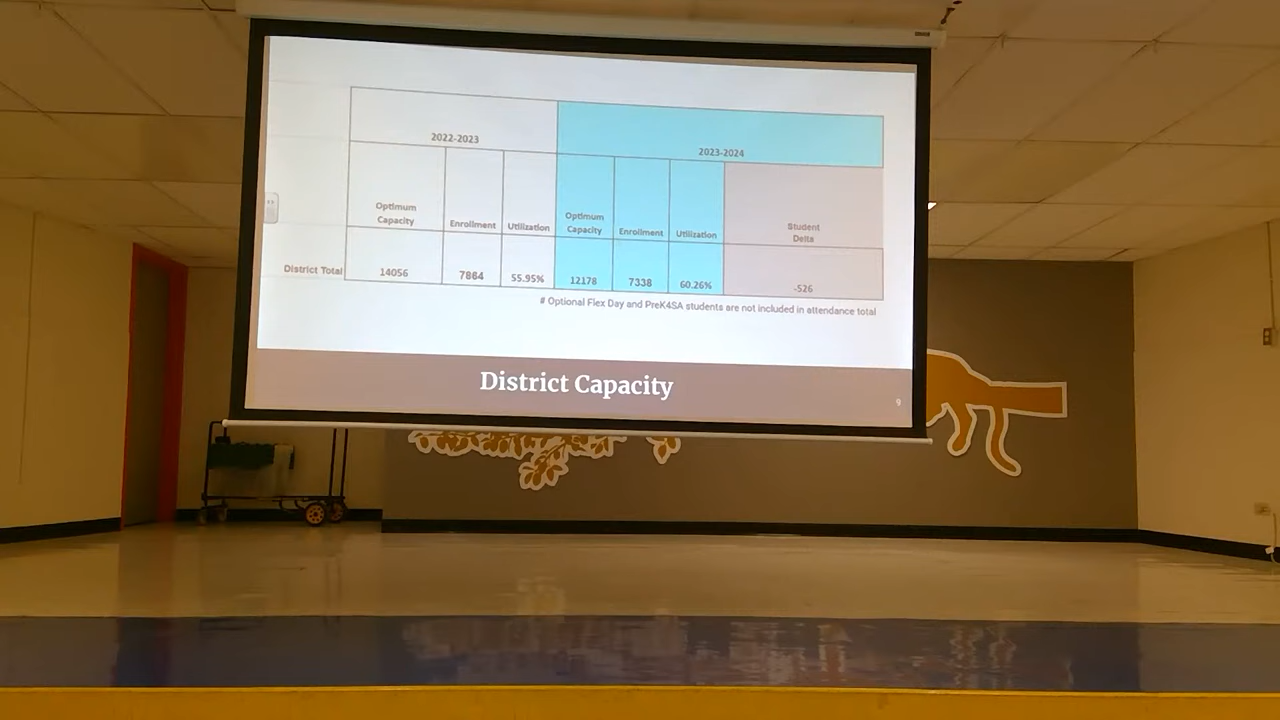 2022-2023
2023-2024
Optimum Capacity
Enrollment
Utilization
Optimum Capacity
Enrollment
Utilization
Student Delta
District Total
14056
7864
55.95%
12178
7338
60.26%
-526
# Optional Flex Day and PreK4SA students are not included in attendance total
District Capacity
9